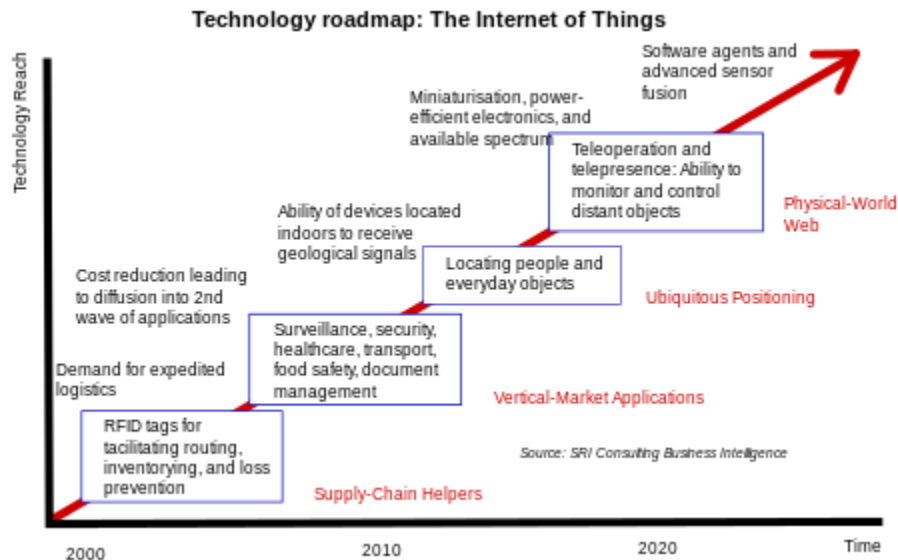 Technology roadmap: The Internet of Things
Technology Reach
Software agents and
advanced sensor
fusion
Miniaturisation, power-
efficient electronics, and
available spectrum
Teleoperation and
telepresence: Ability to
monitor and control
distant objects
Physical-World
Web
Ability of devices located
indoors to receive
geological signals
Locating people and
everyday objects
Ubiquitous Positioning
Cost reduction leading
to diffusion into 2nd
wave of applications
Surveillance, security,
healthcare, transport,
food safety, document
management
Vertical-Market Applications
Demand for expedited
logistics
RFID tags for
tacilitating routing,
inventorying, and loss
prevention
Supply-Chain Helpers
Source: SRI Consulting Business Intelligence
2000
2010
2020
Time